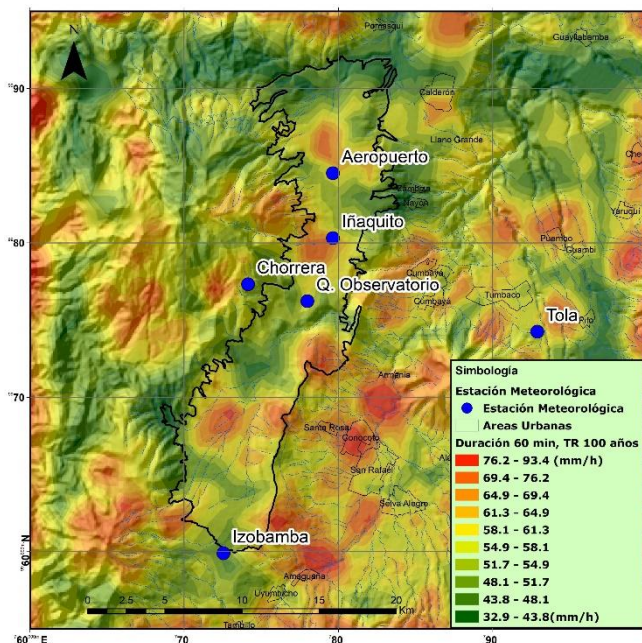 N
Pomasqui
Guayllabamba
90
Calderón
Llano Grande
Aeropuerto
Nayón
Yaruquí
Iñaquito
80
Puembo
Chorrera
Cumbayá
Q. Observatorio
Cumbayá
Tumbaco
Tola
70
Armenia
Santa Rosa
Conocoto
San Rafael
Selva Alegre
Izobamba
Amaguaña
Uyumbicho
Tambillo
0 2.5 5 10 15 20
Km
70 80 90
Simbología
Estación Meteorológica
Estación Meteorológica
Areas Urbanas
Duración 60 min, TR 100 años
76.2 - 93.4 (mm/h)
69.4 - 76.2
64.9 - 69.4
61.3 - 64.9
58.1 - 61.3
54.9 - 58.1
51.7 - 54.9
48.1 - 51.7
43.8 - 48.1
32.9 - 43.8(mm/h)